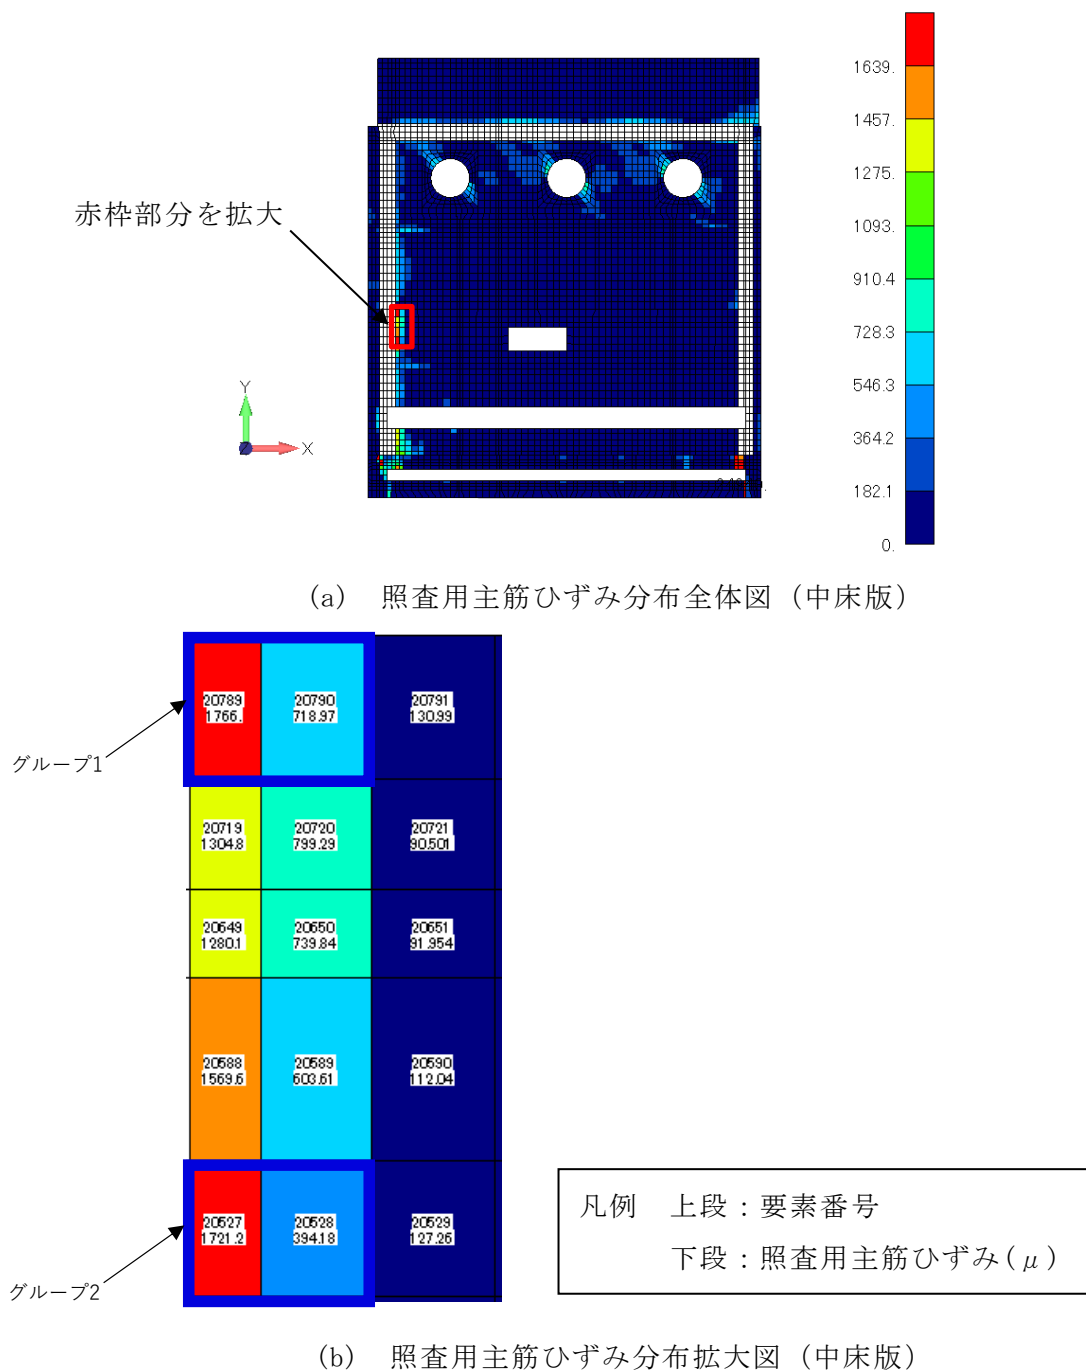 1639.
1457.
1275.
1093.
910.4
728.3
546.3
364.2
182.1
0.
赤枠部分を拡大
Y
X
Z
(a) 照査用主筋ひずみ分布全体図（中床版）
グループ1
20789 20790 20791
1766. 718.97 130.99
20719 20720 20721
1304.8 799.29 90.501
20649 20650 20651
1280.1 739.84 91.954
20588 20589 20590
1569.6 603.61 112.04
20527 20528 20529
1721.2 394.18 127.26
グループ2
凡例 上段：要素番号
下段：照査用主筋ひずみ(μ)
(b) 照査用主筋ひずみ分布拡大図（中床版）